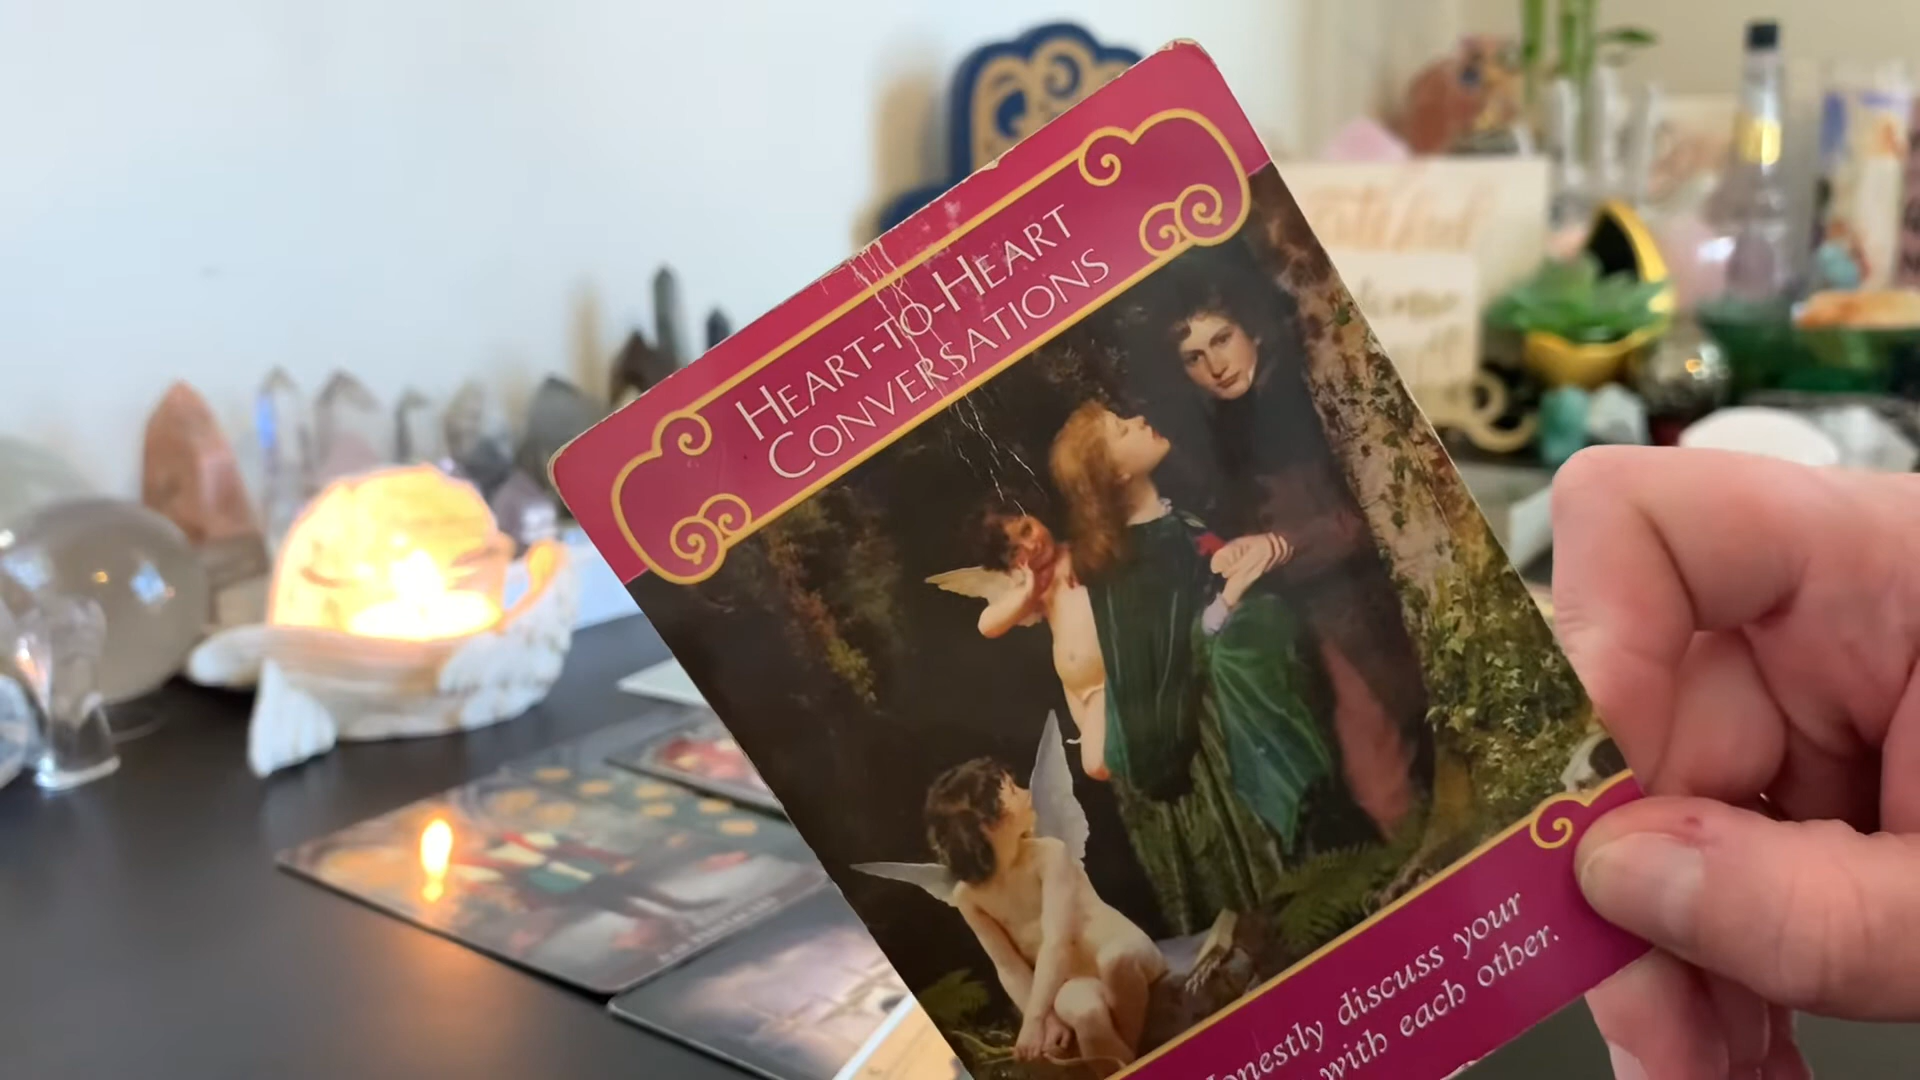 HEART-TO-HEART
CONVERSATIONS
honestly discuss your
with each other.